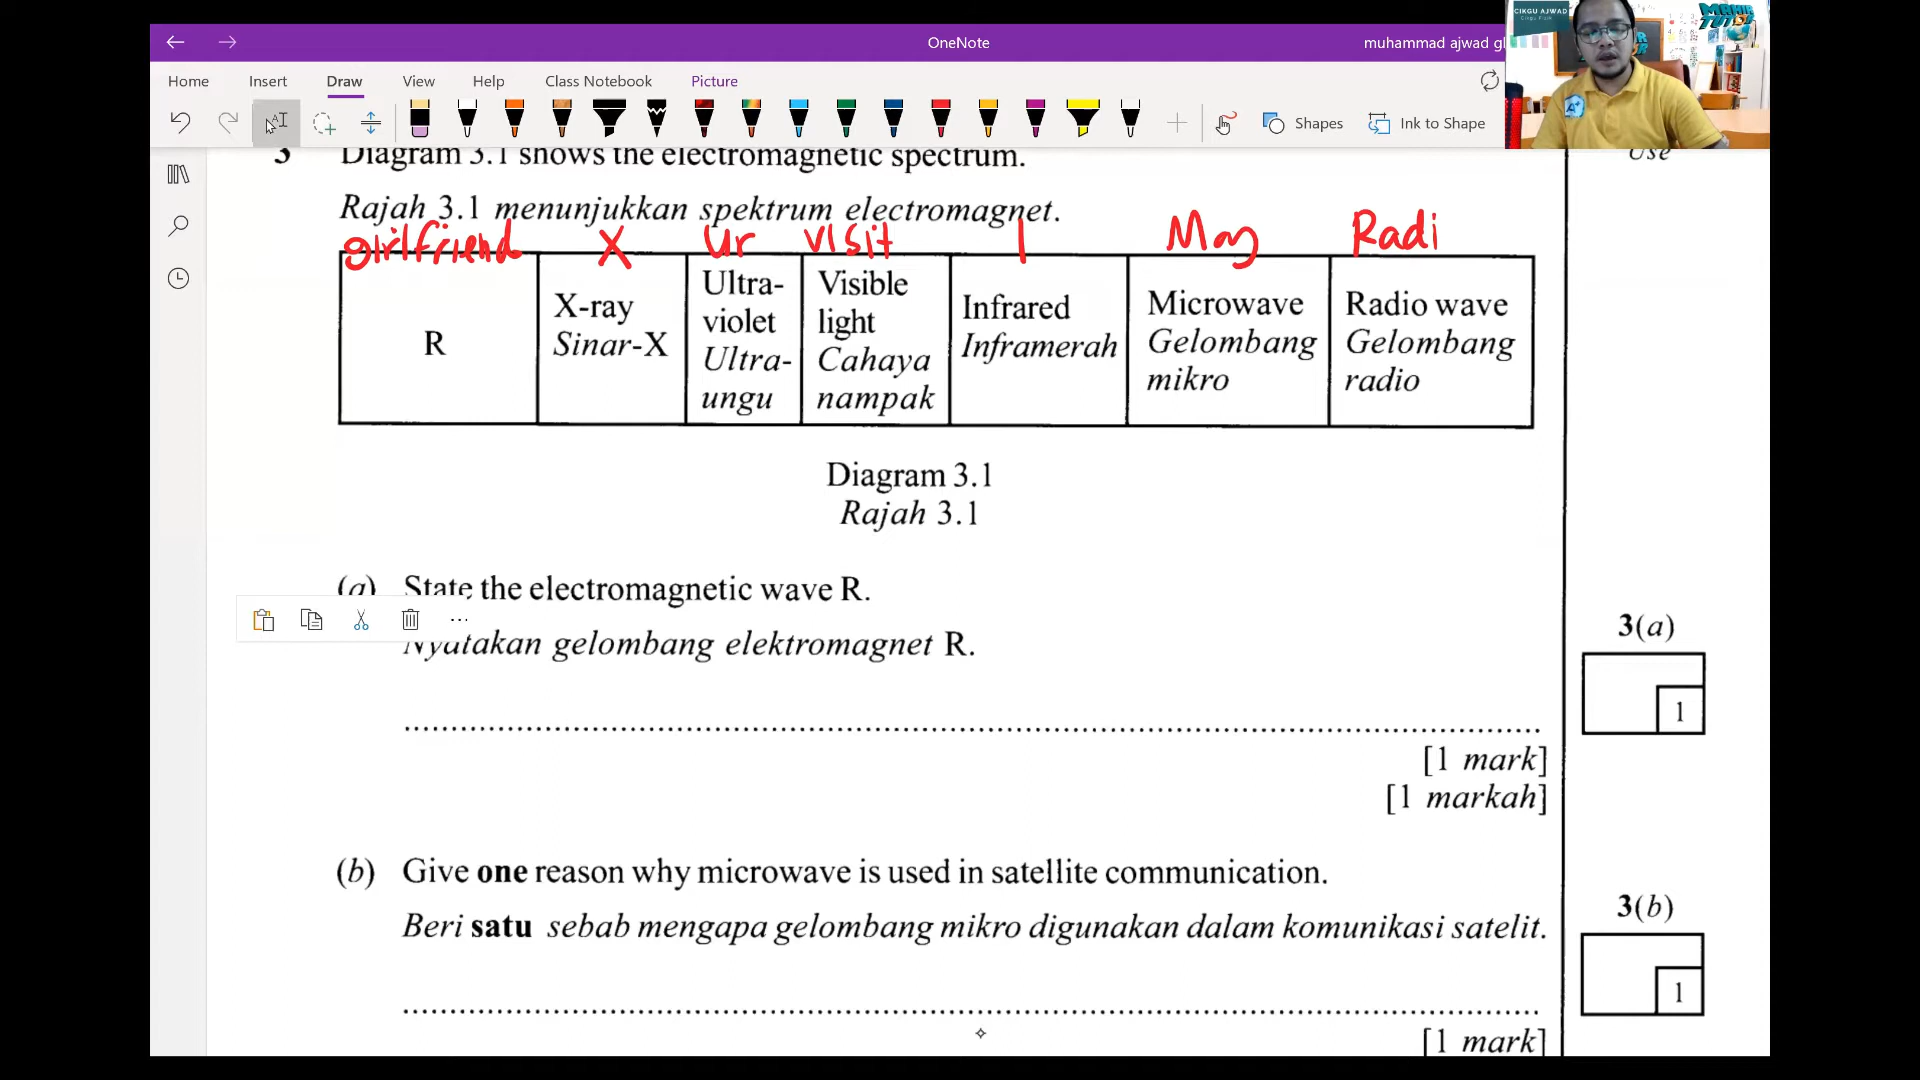 OneNote
muhammad ajwad gl
CIKGU AJWAD
Home Insert Draw View Help Class Notebook Picture
Shapes Ink to Shape
3 Diagram 3.1 shows the electromagnetic spectrum.
Use
Rajah 3.1 menunjukkan spektrum electromagnet.
girlfriend X Ur visit I May Radi
R
X-ray
Sinar-X
Ultra-
violet
Ultra-
ungu
Visible
light
Cahaya
nampak
Infrared
Inframerah
Microwave
Gelombang
mikro
Radio wave
Gelombang
radio
Diagram 3.1
Rajah 3.1
(a) State the electromagnetic wave R.
Nyatakan gelombang elektromagnet R.
3(a)
1
[1 mark]
[1 markah]
(b) Give one reason why microwave is used in satellite communication.
Beri satu sebab mengapa gelombang mikro digunakan dalam komunikasi satelit.
3(b)
1
[1 mark]